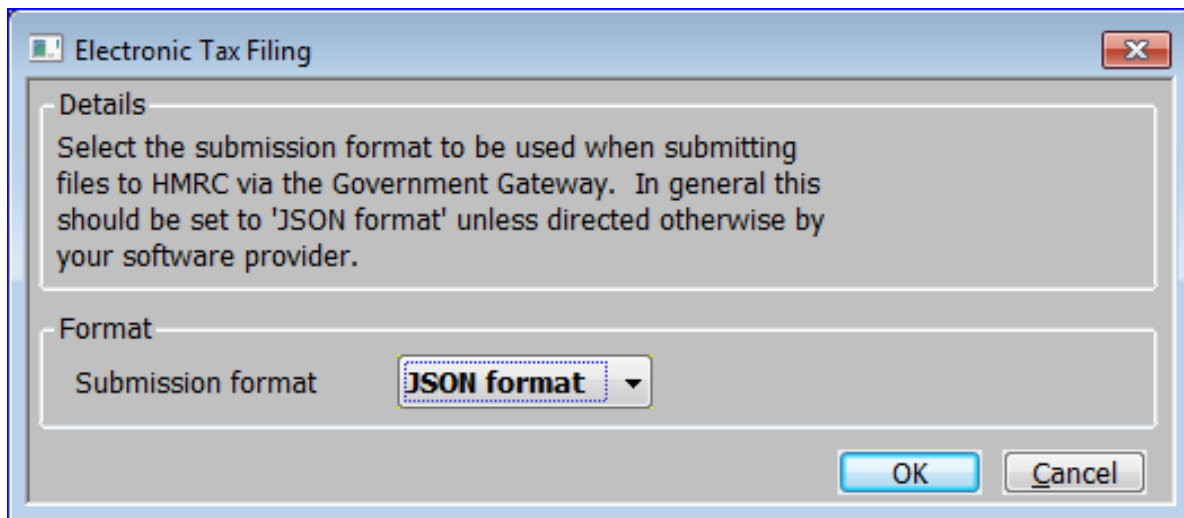 Electronic Tax Filing
Details
Select the submission format to be used when submitting
files to HMRC via the Government Gateway.  In general this
should be set to 'JSON format' unless directed otherwise by
your software provider.
Format
Submission format JSON format
OK Cancel